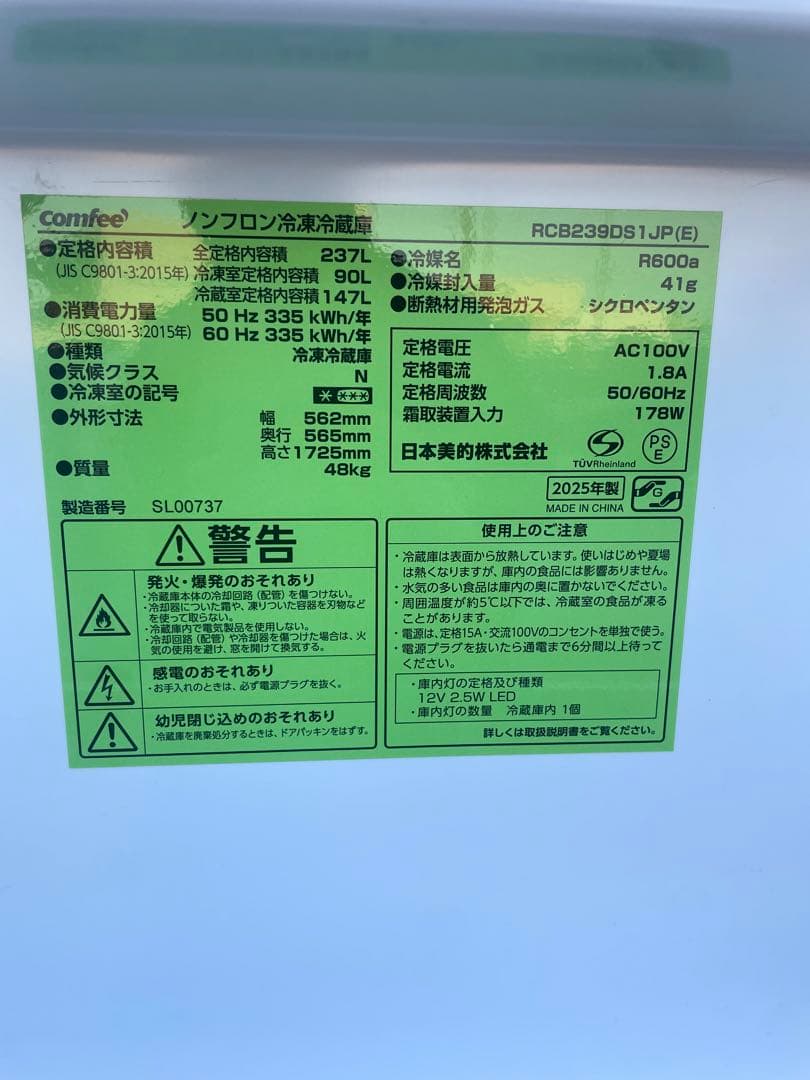 comfee' ノンフロン冷凍冷蔵庫 RCB239DS1JP(E)
●定格内容積 全定格内容積 237L
(JIS C9801-3:2015年) 冷凍室定格内容積 90L
冷蔵室定格内容積 147L
●消費電力量 50 Hz 335 kWh/年
(JIS C9801-3:2015年) 60 Hz 335 kWh/年
●種類 冷凍冷蔵庫
●気候クラス N
●冷凍室の記号
●外形寸法 幅 562mm
奥行 565mm
高さ1725mm
●質量 48kg
製造番号 SL00737
●冷媒名 R600a
●冷媒封入量 41g
●断熱材用発泡ガス シクロペンタン
定格電圧 AC100V
定格電流 1.8A
定格周波数 50/60Hz
霜取装置入力 178W
日本美的株式会社 TÜVRheinland PS E
2025年製
MADE IN CHINA G
警告
発火・爆発のおそれあり
・冷蔵庫本体の冷却回路(配管)を傷つけない。
・冷却器についた霜や、凍りついた容器を刃物など
を使って取らない。
・冷蔵庫内で電気製品を使用しない。
・冷却回路(配管)や冷却器を傷つけた場合は、火
気の使用を避け、窓を開けて換気する。
感電のおそれあり
・お手入れのときは、必ず電源プラグを抜く。
幼児閉じ込めのおそれあり
・冷蔵庫を廃棄処分するときは、ドアパッキンをはずす。
使用上のご注意
・冷蔵庫は表面から放熱しています。使いはじめや夏場
は熱くなりますが、庫内の食品には影響ありません。
・水気の多い食品は庫内の奥に置かないでください。
・周囲温度が約5℃以下では、冷蔵室の食品が凍る
ことがあります。
・電源は、定格15A・交流100Vのコンセントを単独で使う。
・電源プラグを抜いたら通電まで6分間以上待って
ください。
・庫内灯の定格及び種類
12V 2.5W LED
・庫内灯の数量 冷蔵庫内 1個
詳しくは取扱説明書をご覧ください。